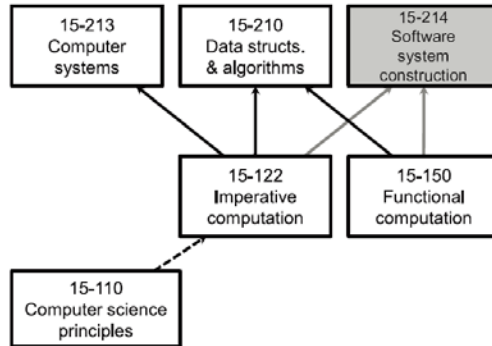 15-213
Computer
systems
15-210
Data structs.
& algorithms
15-214
Software
system
construction
15-122
Imperative
computation
15-150
Functional
computation
15-110
Computer science
principles